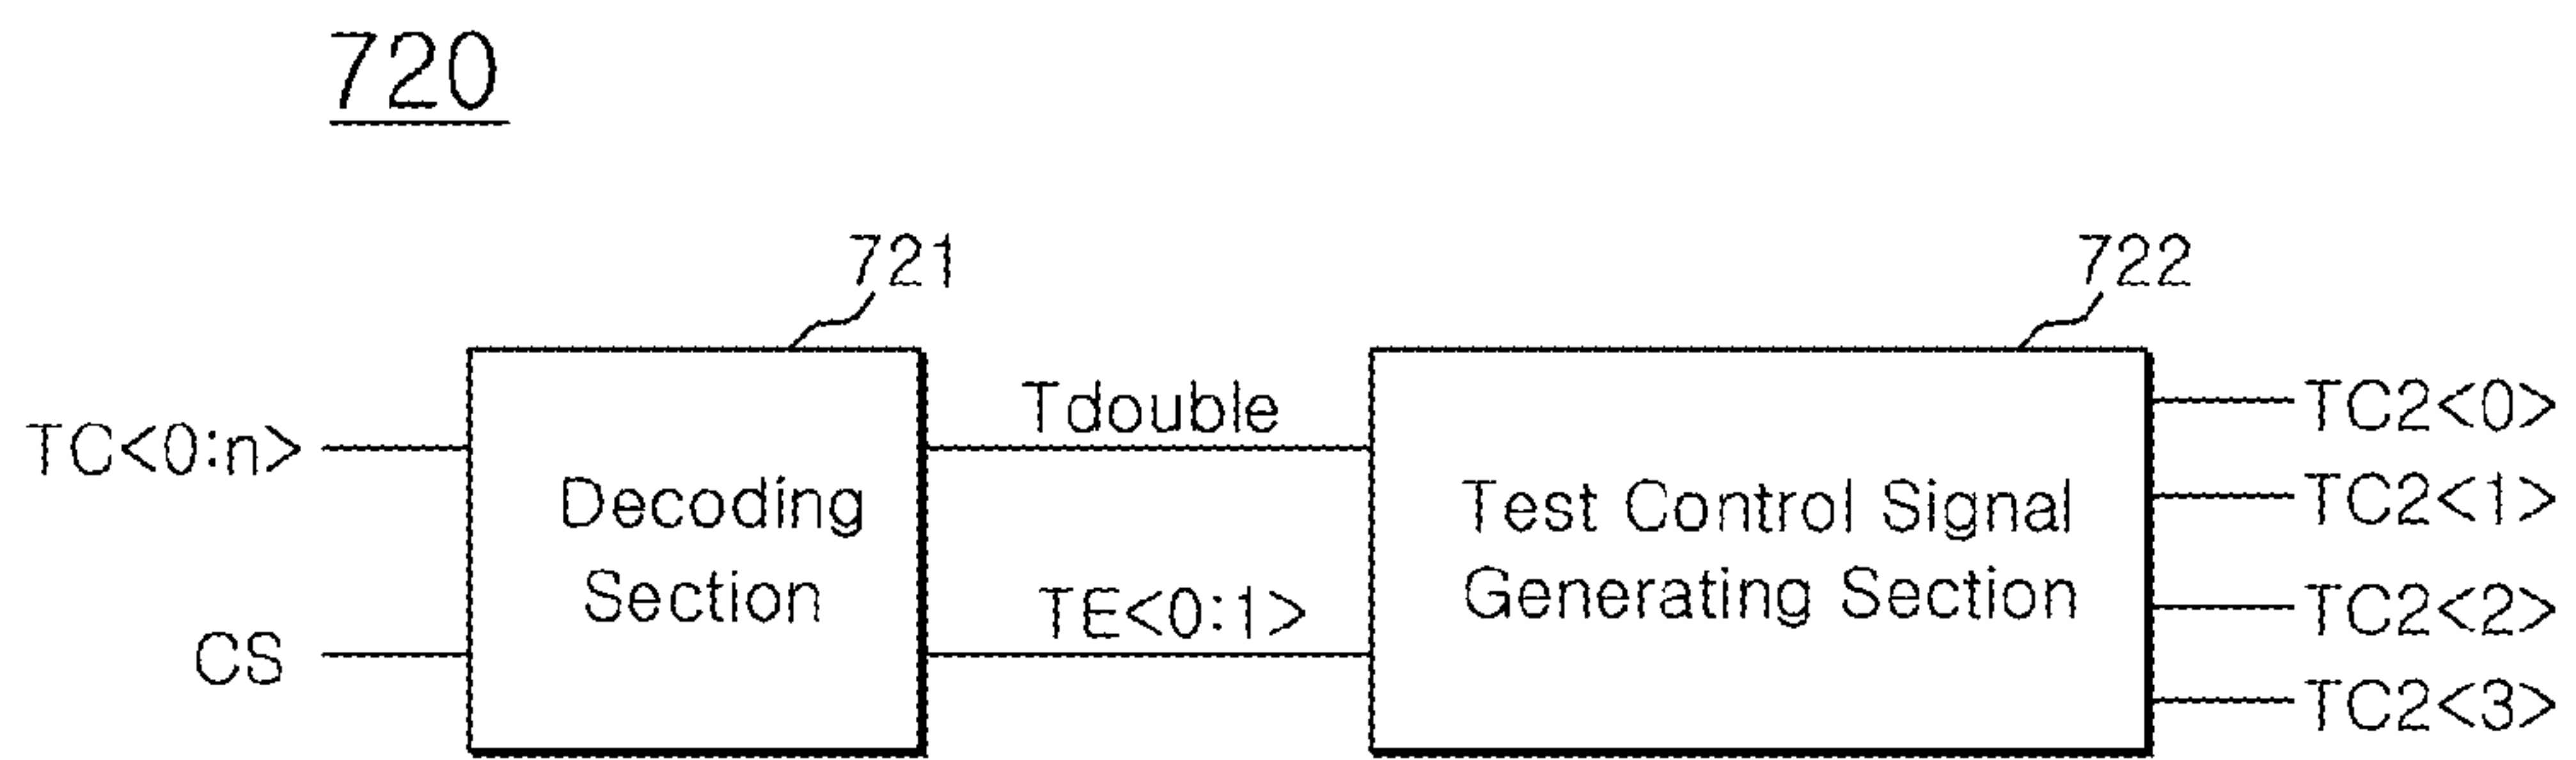 720
721
722
TC<0:n>
CS
Decoding
Section
Tdouble
TE<0:1>
Test Control Signal
Generating Section
TC2<0>
TC2<1>
TC2<2>
TC2<3>